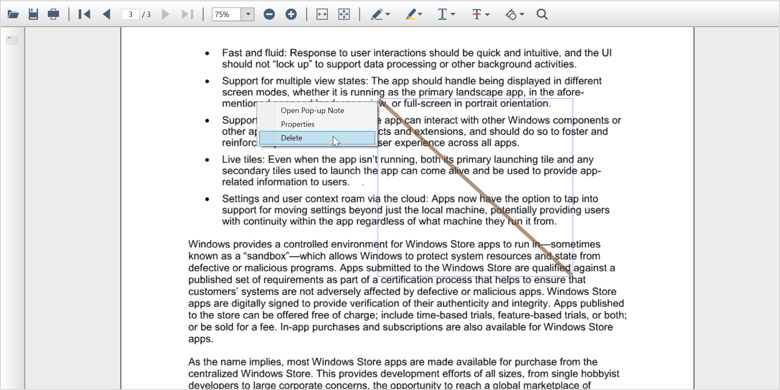 3 / 3
75%
• Fast and fluid: Response to user interactions should be quick and intuitive, and the UI
should not “lock up” to support data processing or other background activities.
• Support for multiple view states: The app should handle being displayed in different
screen modes, whether it is running as the primary landscape app, in the afore-
mentioned landscape view, or full-screen in portrait orientation.
Open Pop-up Note
Properties
Delete
• Support app can interact with other Windows components or
other ap cts and extensions, and should do so to foster and
reinforc ser experience across all apps.
• Live tiles: Even when the app isn’t running, both its primary launching tile and any
secondary tiles used to launch the app can come alive and be used to provide app-
related information to users.
• Settings and user context roam via the cloud: Apps now have the option to tap into
support for moving settings beyond just the local machine, potentially providing users
with continuity within the app regardless of what machine they run it from.
Windows provides a controlled environment for Windows Store apps to run in—sometimes
known as a “sandbox”—which allows Windows to protect system resources and state from
defective or malicious programs. Apps submitted to the Windows Store are qualified against a
published set of requirements as part of a certification process that helps to ensure that
customers’ systems are not adversely affected by defective or malicious apps. Windows Store
apps are digitally signed to provide verification of their authenticity and integrity. Apps published
to the store can be offered free of charge; include time-based trials, feature-based trials, or both;
or be sold for a fee. In-app purchases and subscriptions are also available for Windows Store
apps.
As the name implies, most Windows Store apps are made available for purchase from the
centralized Windows Store. This provides development efforts of all sizes, from single hobbyist
developers to large corporate concerns, the opportunity to reach a global marketplace of